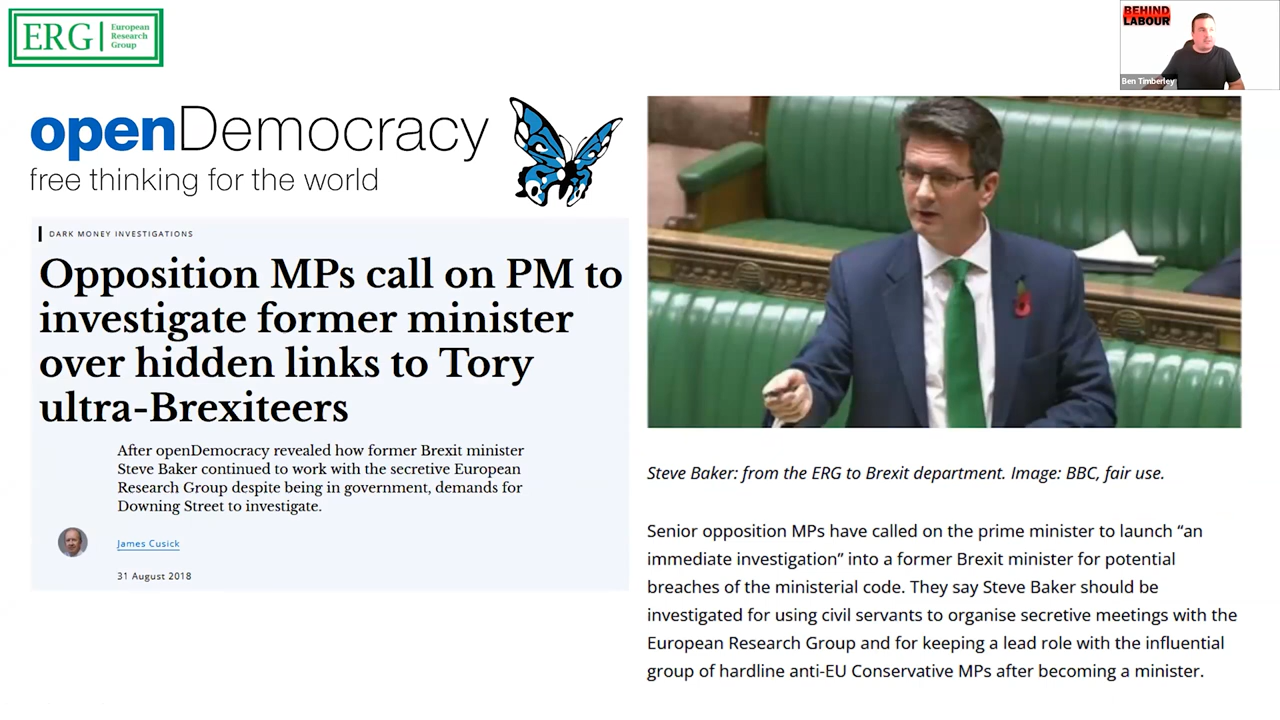 ERG
European
Research
Group
BEHIND
LABOUR
Ben Timberley
openDemocracy
free thinking for the world
DARK MONEY INVESTIGATIONS
Opposition MPs call on PM to
investigate former minister
over hidden links to Tory
ultra-Brexiteers
After openDemocracy revealed how former Brexit minister
Steve Baker continued to work with the secretive European
Research Group despite being in government, demands for
Downing Street to investigate.
James Cusick
31 August 2018
Steve Baker: from the ERG to Brexit department. Image: BBC, fair use.
Senior opposition MPs have called on the prime minister to launch “an
immediate investigation” into a former Brexit minister for potential
breaches of the ministerial code. They say Steve Baker should be
investigated for using civil servants to organise secretive meetings with the
European Research Group and for keeping a lead role with the influential
group of hardline anti-EU Conservative MPs after becoming a minister.